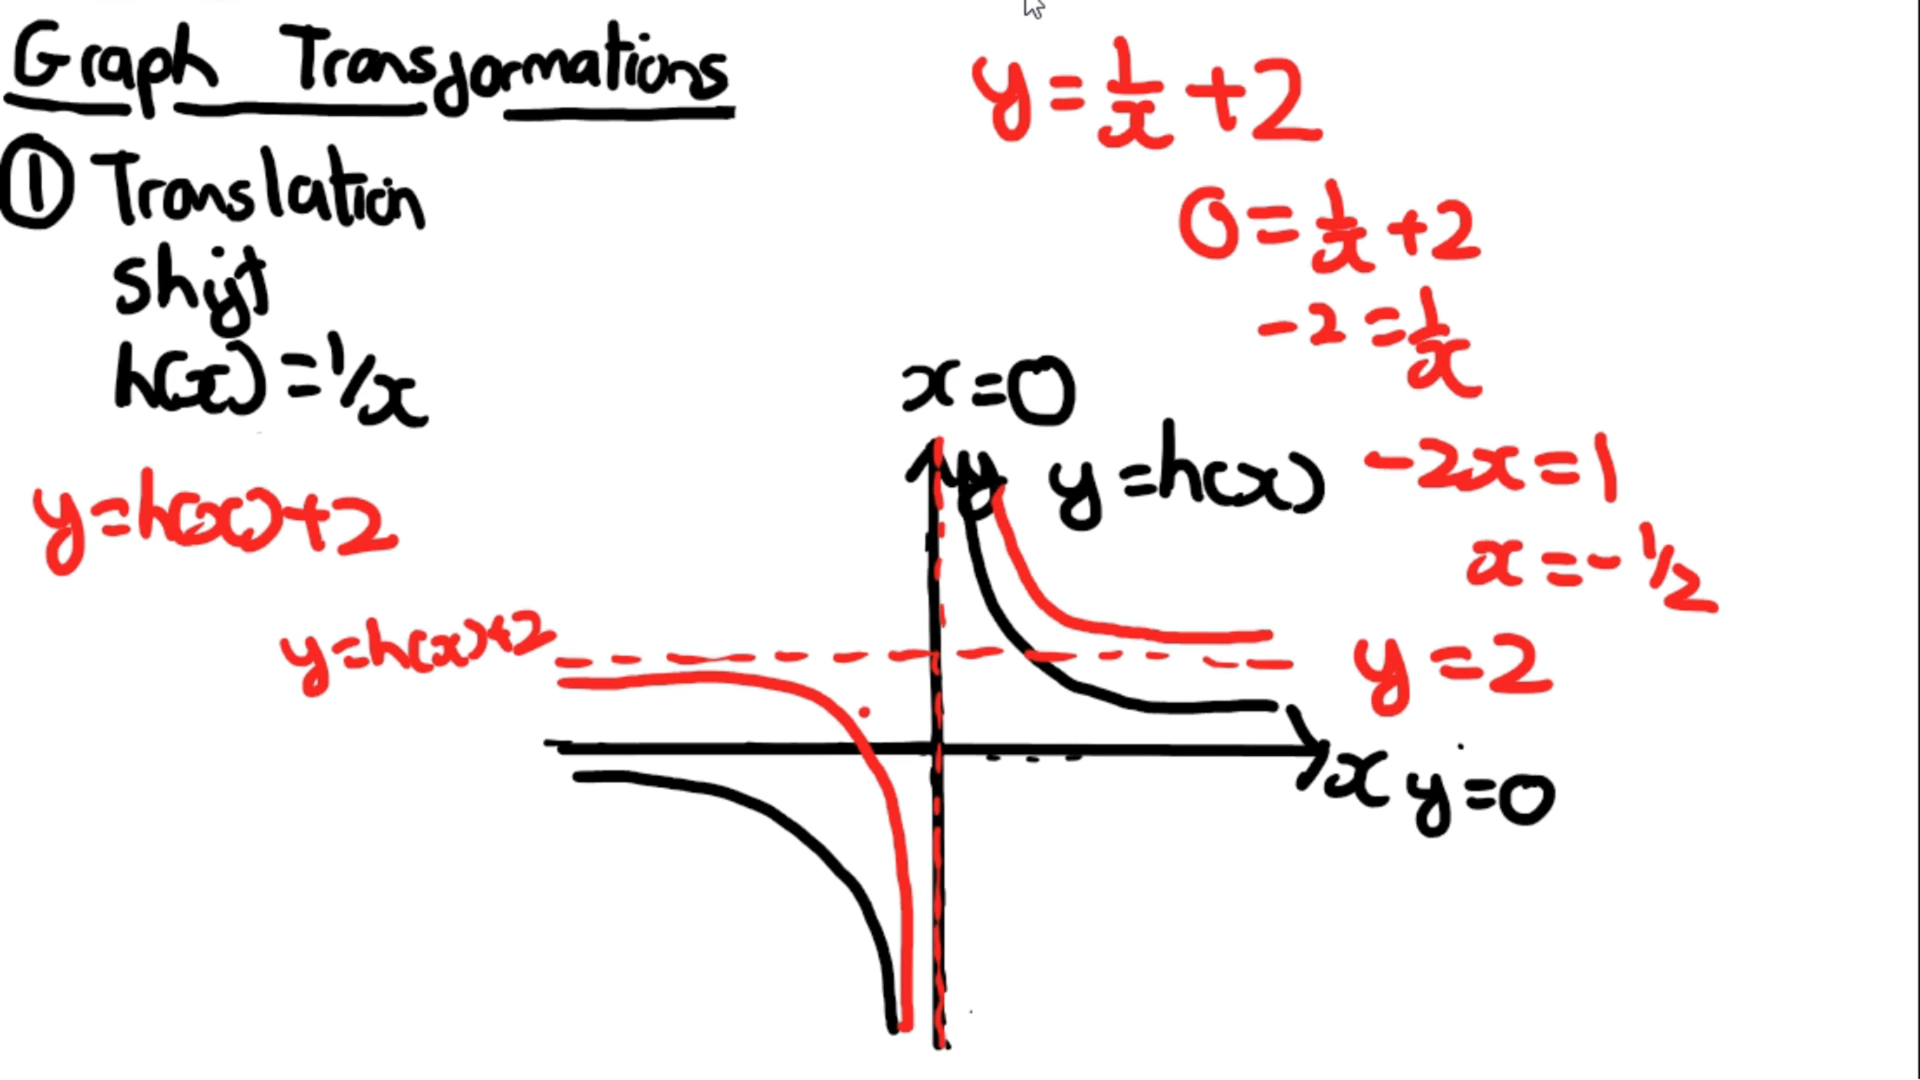 Graph Transformations
① Translation
shift
h(x) = 1/x
y = h(x) + 2
y = h(x) + 2
y = 1/x + 2
0 = 1/x + 2
-2 = 1/x
-2x = 1
x = -1/2
x = 0
y
y = h(x)
y = 2
x
y = 0